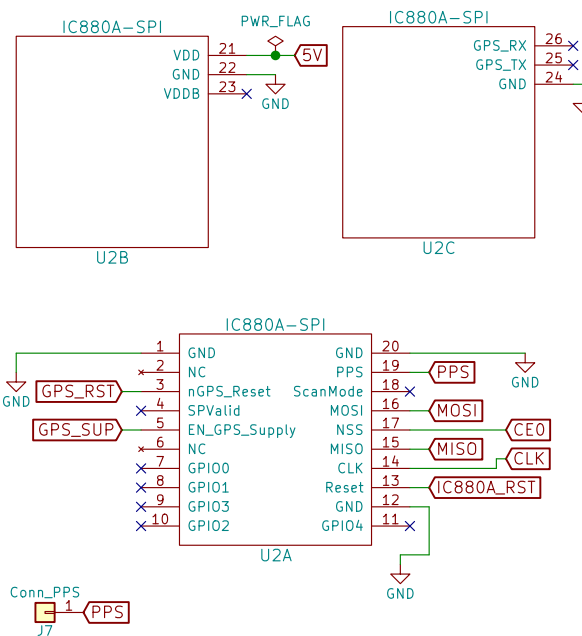 PWR_FLAG
IC880A-SPI
VDD 21 5V
GND 22
VDDB 23
GND
U2B
IC880A-SPI
GPS_RX 26
GPS_TX 25
GND 24
U2C
IC880A-SPI
1 GND GND 20
2 NC PPS 19 PPS
GND
GND
GPS_RST 3 nGPS_Reset ScanMode 18
4 SPValid MOSI 16 MOSI
GPS_SUP 5 EN_GPS_Supply NSS 17 CE0
6 NC MISO 15 MISO
7 GPIO0 CLK 14 CLK
8 GPIO1 Reset 13 IC880A_RST
9 GPIO3 GND 12
10 GPIO2 GPIO4 11
U2A
GND
Conn_PPS
1 PPS
J7